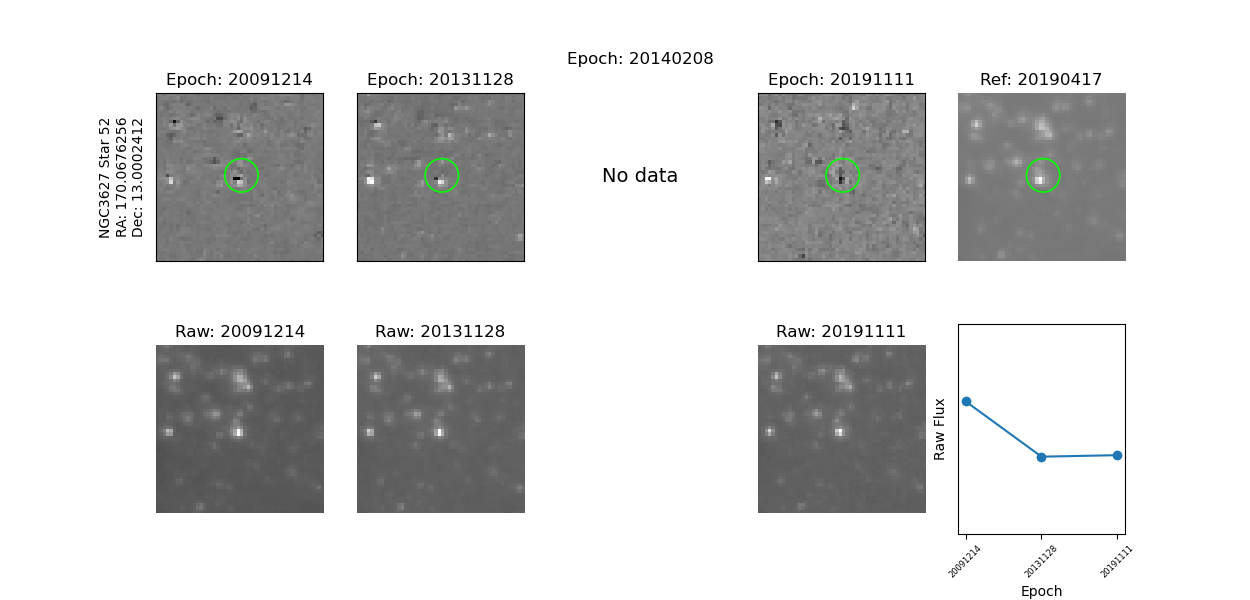 Epoch: 20140208
Epoch: 20091214
Epoch: 20131128
Epoch: 20191111
Ref: 20190417
NGC3627 Star 52
RA: 170.0676256
Dec: 13.0002412
No data
Raw: 20091214
Raw: 20131128
Raw: 20191111
Raw Flux
20091214
20131128
20191111
Epoch